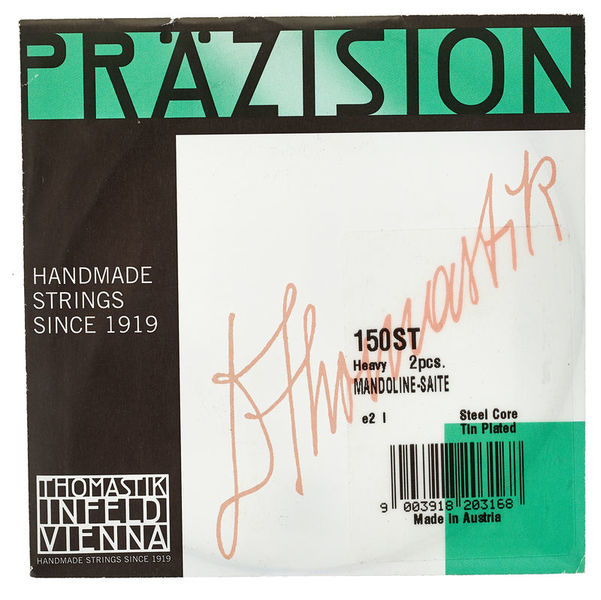 PRÄZISION
HANDMADE
STRINGS
SINCE 1919
Thomastik
150ST
Heavy 2pcs.
MANDOLINE-SAITE
e2 I
Steel Core
Tin Plated
9 003918 203168
Made in Austria
THOMASTIK
INFELD
VIENNA
HANDMADE STRINGS SINCE 1919